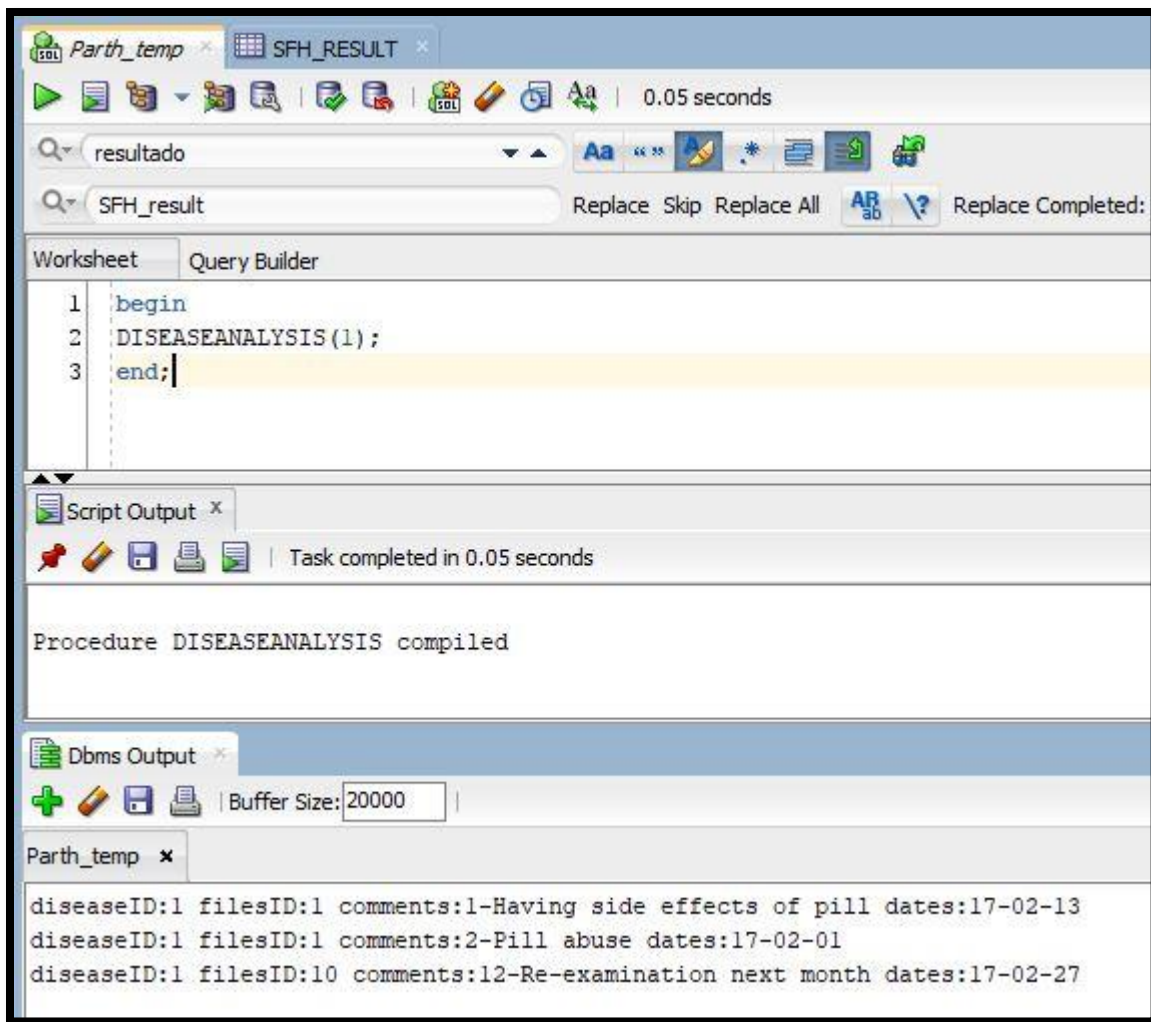 Parth_temp SFH_RESULT
0.05 seconds
resultado
SFH_result Replace Skip Replace All Replace Completed:
Worksheet Query Builder
1 begin
2 DISEASEANALYSIS(1);
3 end;
Script Output
Task completed in 0.05 seconds
Procedure DISEASEANALYSIS compiled
Dbms Output
Buffer Size: 20000
Parth_temp
diseaseID:1 filesID:1 comments:1-Having side effects of pill dates:17-02-13
diseaseID:1 filesID:1 comments:2-Pill abuse dates:17-02-01
diseaseID:1 filesID:10 comments:12-Re-examination next month dates:17-02-27